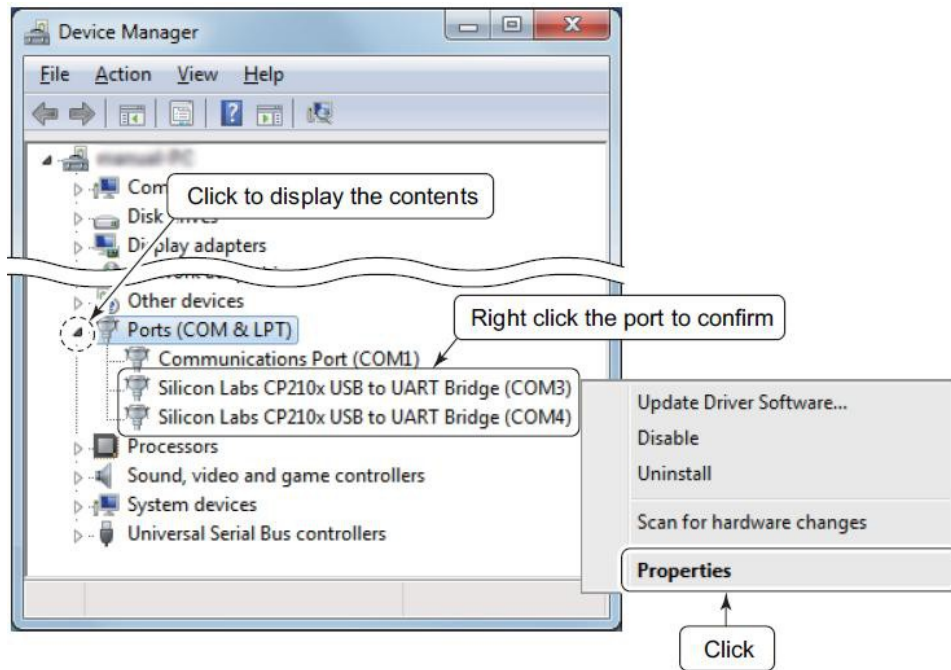 Device Manager
File Action View Help
Click to display the contents
Disk
Display adapters
Other devices
Right click the port to confirm
Ports (COM & LPT)
Communications Port (COM1)
Silicon Labs CP210x USB to UART Bridge (COM3)
Silicon Labs CP210x USB to UART Bridge (COM4)
Processors
Sound, video and game controllers
System devices
Universal Serial Bus controllers
Update Driver Software...
Disable
Uninstall
Scan for hardware changes
Properties
Click